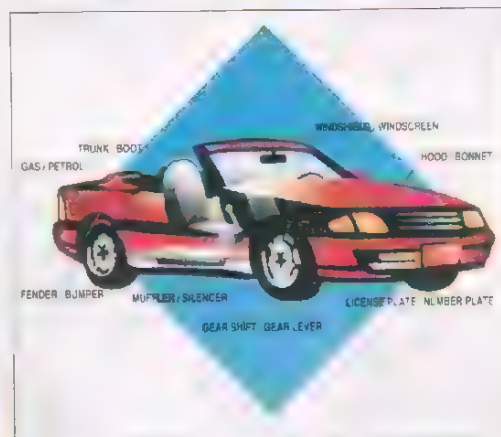 WINDSHIELD/ WINDSCREEN
TRUNK BOOT
HOOD BONNET
GAS/PETROL
FENDER BUMPER
MUFFLER/SILENCER
LICENSE PLATE NUMBER PLATE
GEAR SHIFT GEAR LEVER